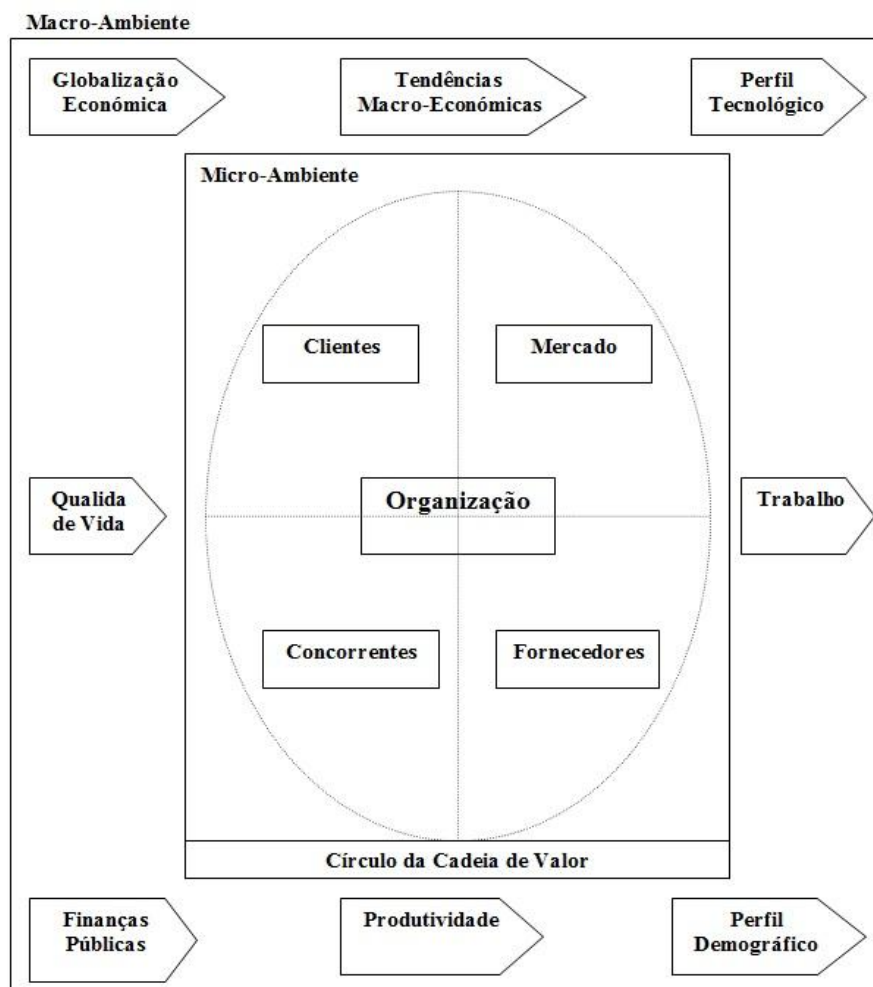 Macro-Ambiente
Globalização
Económica
Tendências
Macro-Económicas
Perfil
Tecnológico
Micro-Ambiente
Clientes
Mercado
Qualida
de Vida
Organização
Trabalho
Concorrentes
Fornecedores
Círculo da Cadeia de Valor
Finanças
Públicas
Produtividade
Perfil
Demográfico